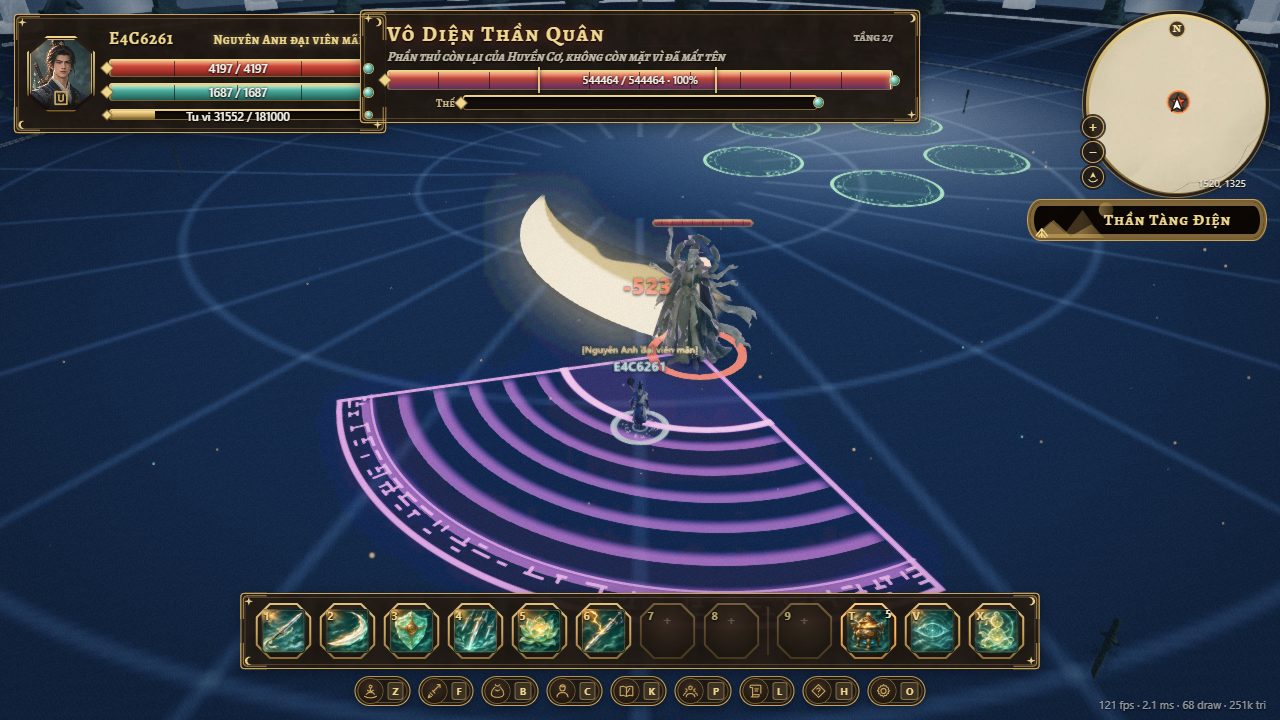 E4C6261
Nguyên Anh đại viên mã
4197 / 4197
1687 / 1687
Tu vi 31552 / 181000
U
Vô Diện Thần Quân
Tầng 27
Phần thủ còn lại của Huyền Cơ, không còn mặt vì đã mất tên
544464 / 544464 · 100%
Thế
N
+
−
1520, 1325
Thần Tàng Điện
-523
[Nguyên Anh đại viên mãn]
E4C6261
1
2
3
4
5
6
7
+
8
+
9
+
T
5
V
X
Z
F
B
C
K
P
L
H
O
121 fps · 2.1 ms · 68 draw · 251k tri